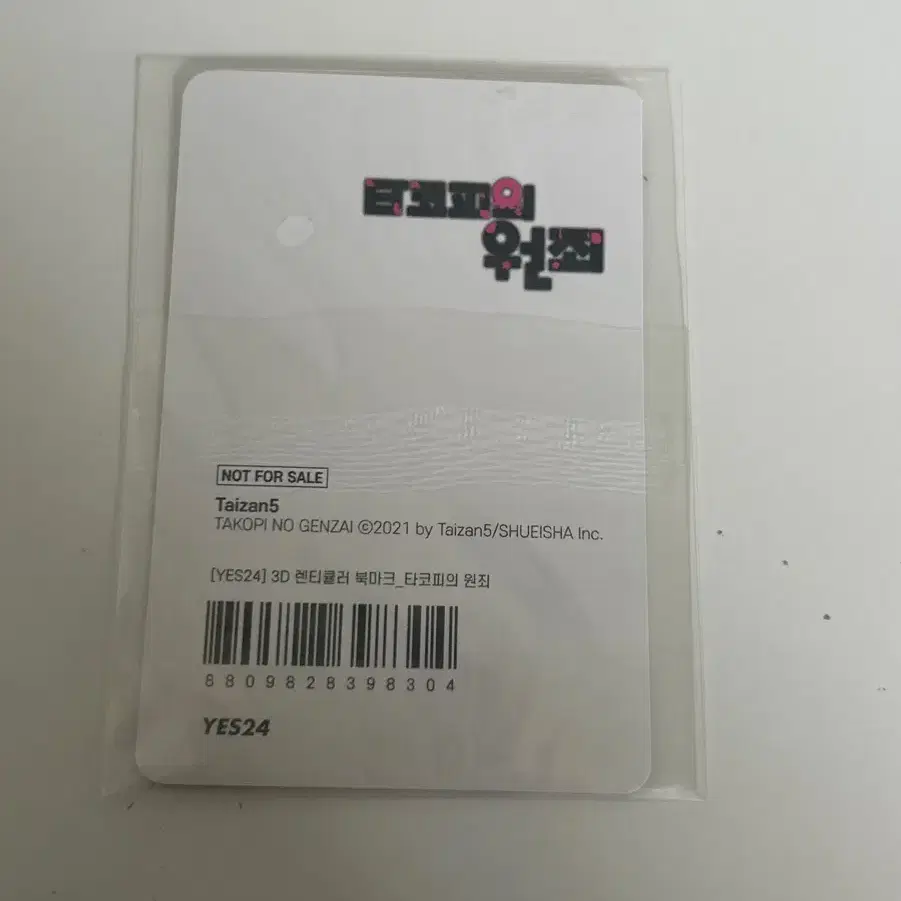 타코피의
원죄
NOT FOR SALE
Taizan5
TAKOPI NO GENZAI ©2021 by Taizan5/SHUEISHA Inc.
[YES24] 3D 렌티큘러 북마크_타코피의 원죄
8809828398304
YES24